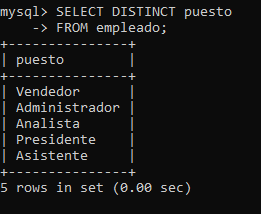 mysql> SELECT DISTINCT puesto
    -> FROM empleado;
+---------------+
| puesto        |
+---------------+
| Vendedor      |
| Administrador |
| Analista      |
| Presidente    |
| Asistente     |
+---------------+
5 rows in set (0.00 sec)